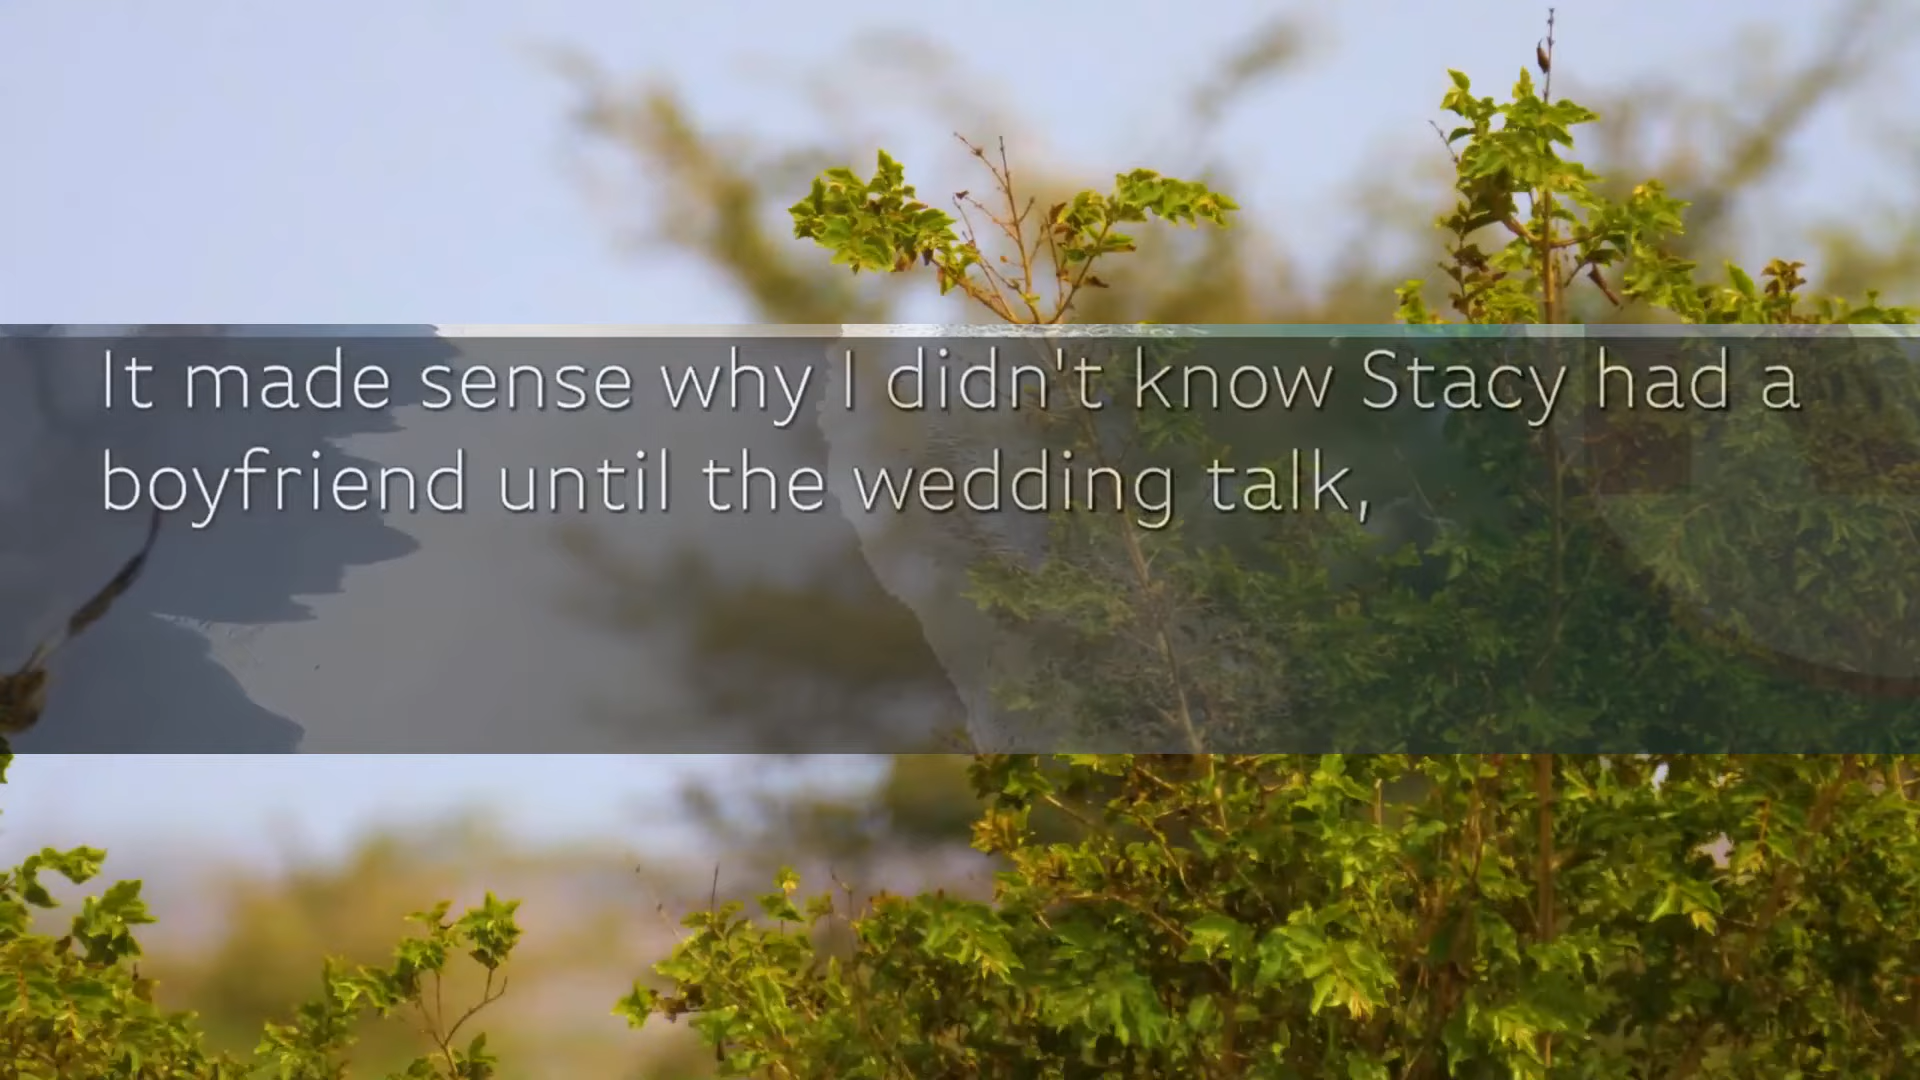 It made sense why I didn't know Stacy had a
boyfriend until the wedding talk,